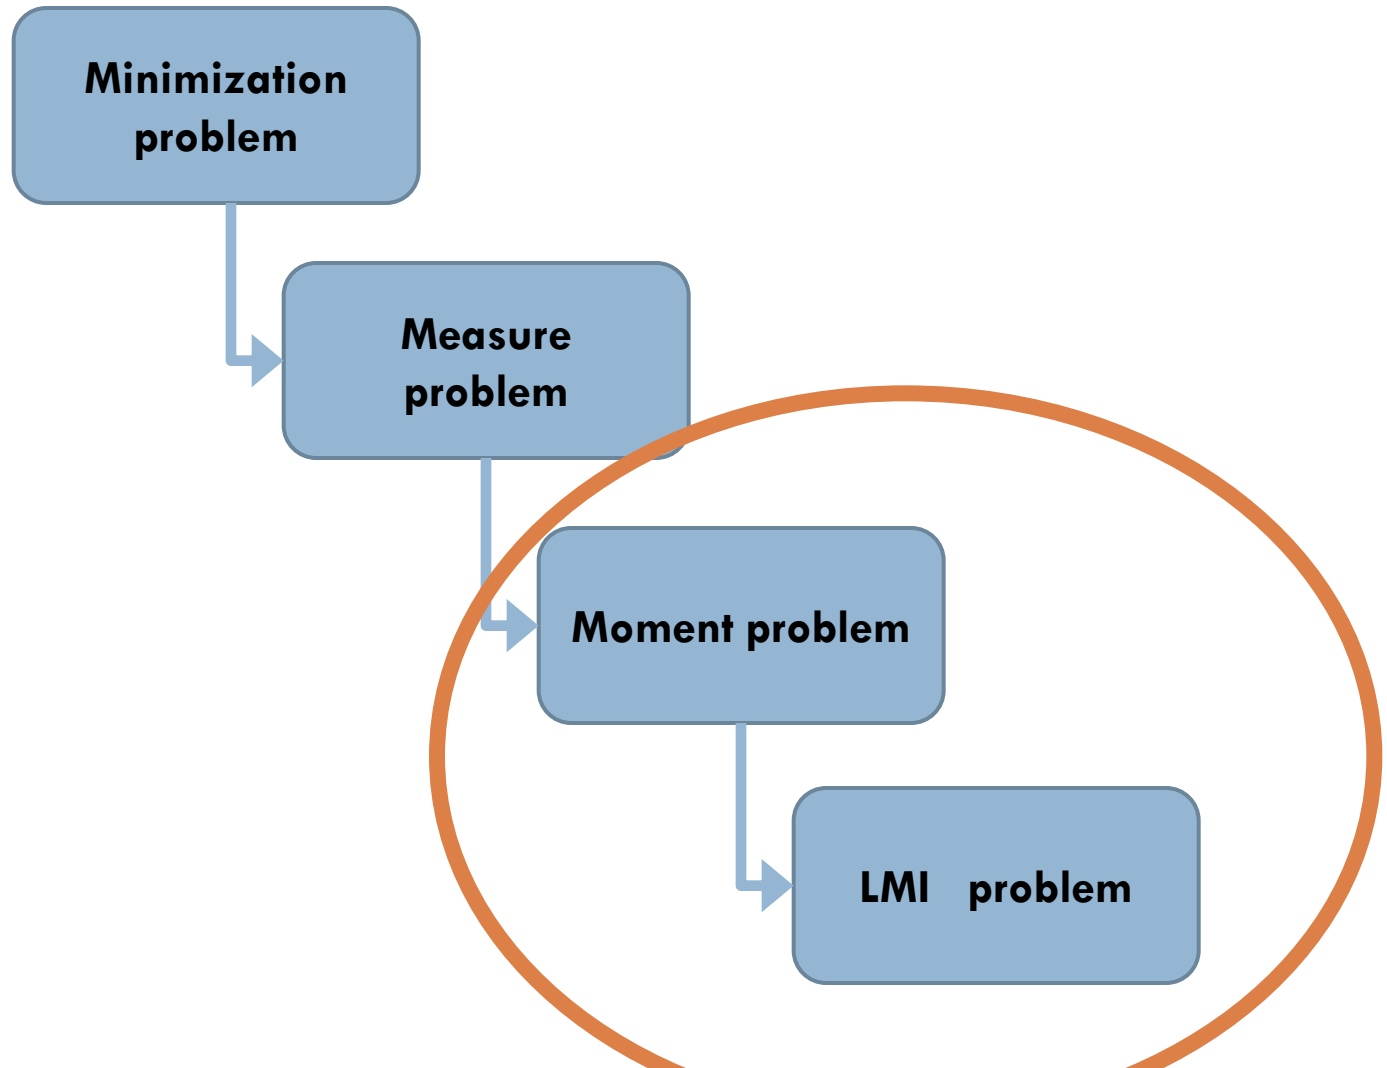 Minimization
problem
Measure
problem
Moment problem
LMI problem